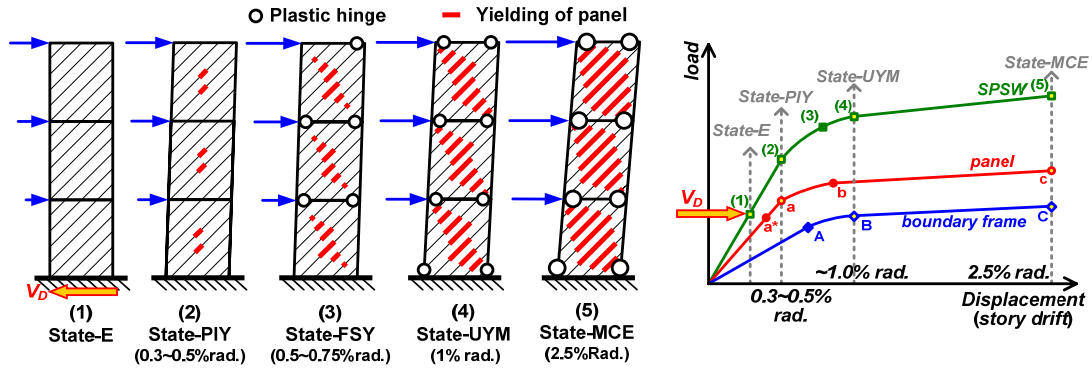 Plastic hinge
Yielding of panel
V_D
(1)
State-E
(2)
State-PIY
(0.3~0.5%rad.)
(3)
State-FSY
(0.5~0.75%rad.)
(4)
State-UYM
(1% rad.)
(5)
State-MCE
(2.5%Rad.)
load
State-E
State-PIY
State-UYM
State-MCE
SPSW
(5)
(4)
(3)
(2)
(1)
V_D
panel
a*
a
b
c
boundary frame
A
B
C
~1.0% rad.
2.5% rad.
0.3~0.5%
rad.
Displacement
(story drift)